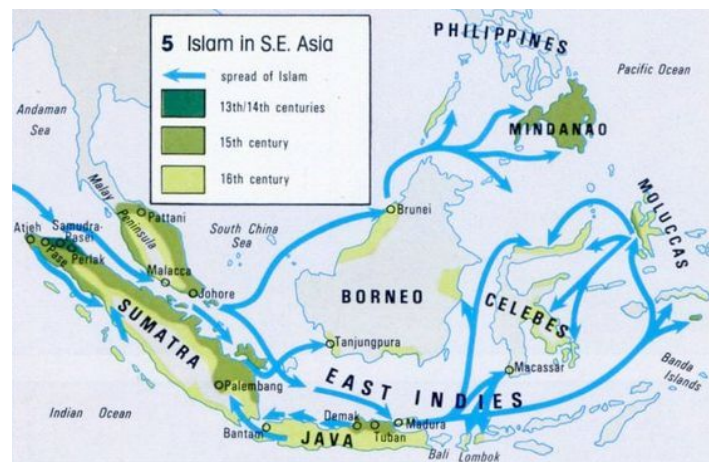 5 Islam in S.E. Asia
spread of Islam
13th/14th centuries
15th century
16th century
PHILIPPINES
Pacific Ocean
Andaman
Sea
MINDANAO
Malay
Peninsula
Pattani
South China
Sea
Brunei
MOLUCCAS
Atjeh
Samudra-
Pasei
Pase
Perlak
Malacca
Johore
BORNEO
CELEBES
SUMATRA
Tanjungpura
Macassar
Banda
Islands
Palembang
EAST INDIES
Indian Ocean
Bantam
JAVA
Demak
Tuban
Madura
Bali
Lombok